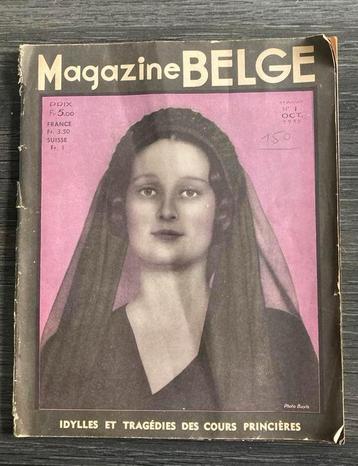 Magazine BELGE
PRIX
Fr 5.00
FRANCE
Fr. 3.50
SUISSE
Fr. 1
N° 1
OCT.
150
Photo Buyle
IDYLLES ET TRAGÉDIES DES COURS PRINCIÈRES